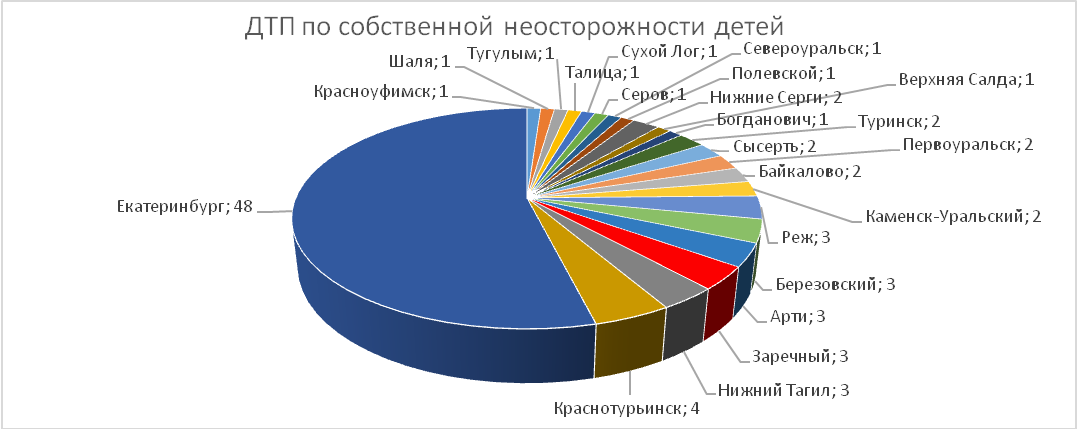 ДТП по собственной неосторожности детей
Красноуфимск; 1
Шаля; 1
Тугулым; 1
Талица; 1
Сухой Лог; 1
Серов; 1
Североуральск; 1
Полевской; 1
Нижние Серги; 2
Верхняя Салда; 1
Богданович; 1
Туринск; 2
Сысерть; 2
Первоуральск; 2
Байкалово; 2
Каменск-Уральский; 2
Реж; 3
Березовский; 3
Арти; 3
Заречный; 3
Нижний Тагил; 3
Краснотурьинск; 4
Екатеринбург; 48